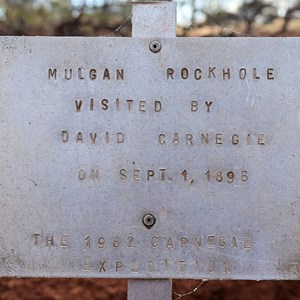 MULGAN ROCKHOLE
VISITED BY
DAVID CARNEGIE
ON SEPT. 1, 1896
THE 1982 CARNEGIE
EXPEDITION